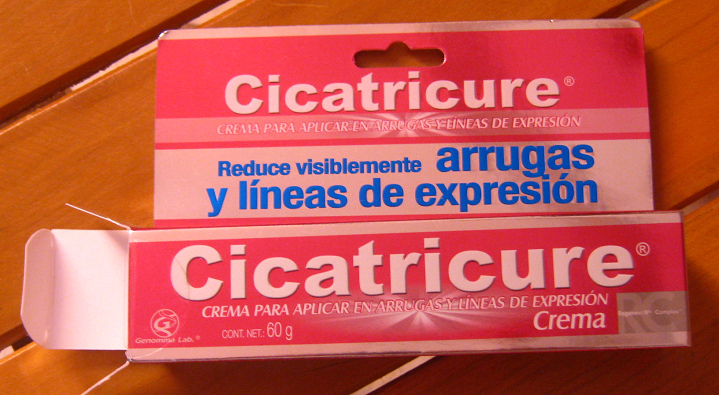 Cicatricure®
CREMA PARA APLICAR EN ARRUGAS Y LÍNEAS DE EXPRESIÓN
Reduce visiblemente arrugas
y líneas de expresión
Cicatricure®
CREMA PARA APLICAR EN ARRUGAS Y LÍNEAS DE EXPRESIÓN
Crema
Genomma Lab.®
CONT. NET.: 60 g
RC